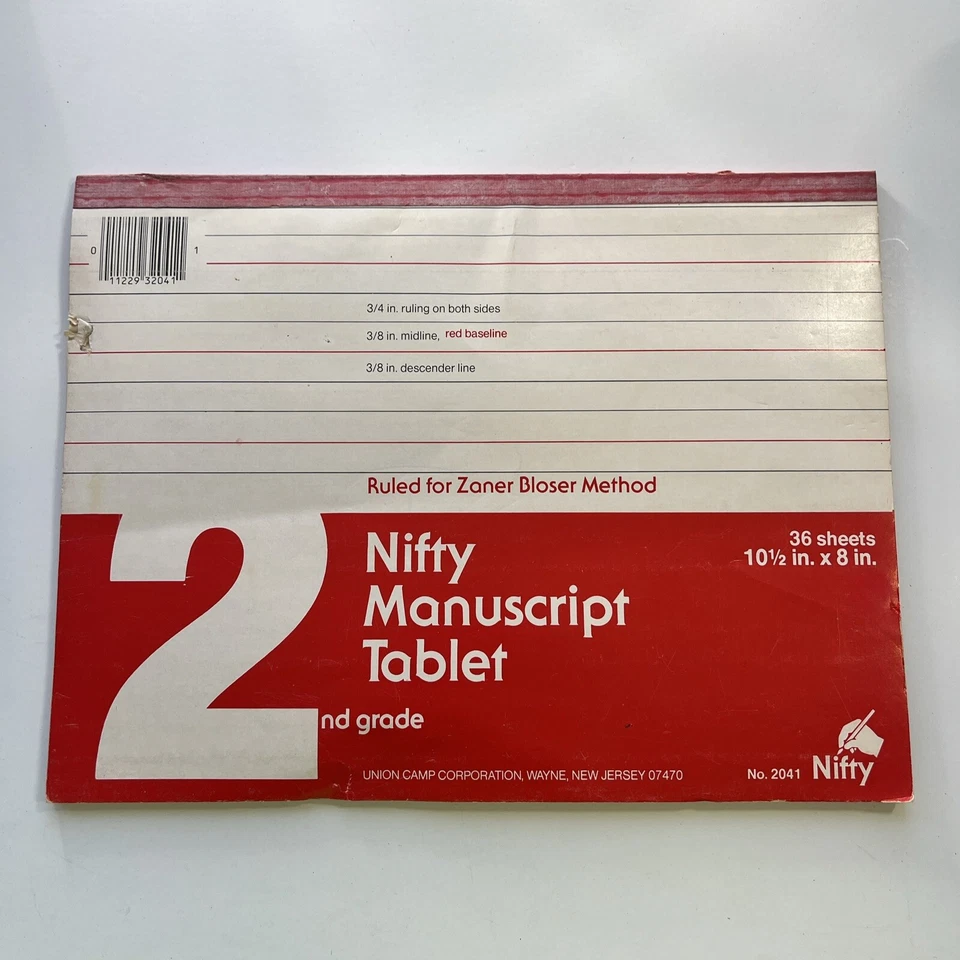 0 11229 32041 1
3/4 in. ruling on both sides
3/8 in. midline, red baseline
3/8 in. descender line
Ruled for Zaner Bloser Method
2nd grade
Nifty
Manuscript
Tablet
36 sheets
10½ in. x 8 in.
UNION CAMP CORPORATION, WAYNE, NEW JERSEY 07470
No. 2041 Nifty